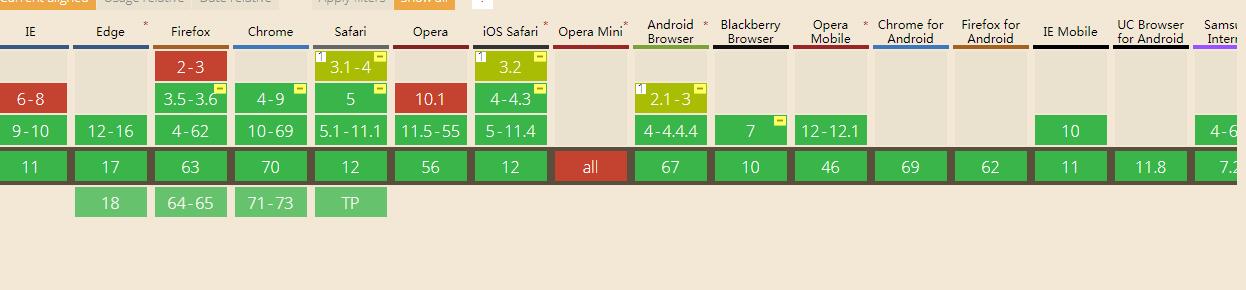 Current aligned Usage relative Date relative Apply filters Show all ?
IE Edge * Firefox Chrome Safari Opera iOS Safari * Opera Mini * Android Browser * Blackberry Browser Opera Mobile * Chrome for Android Firefox for Android IE Mobile UC Browser for Android
2-3 1 3.1-4 1 3.2
6-8 3.5-3.6 4-9 5 10.1 4-4.3 1 2.1-3
9-10 12-16 4-62 10-69 5.1-11.1 11.5-55 5-11.4 4-4.4.4 7 12-12.1 10
11 17 63 70 12 56 12 all 67 10 46 69 62 11 11.8 7.2
18 64-65 71-73 TP